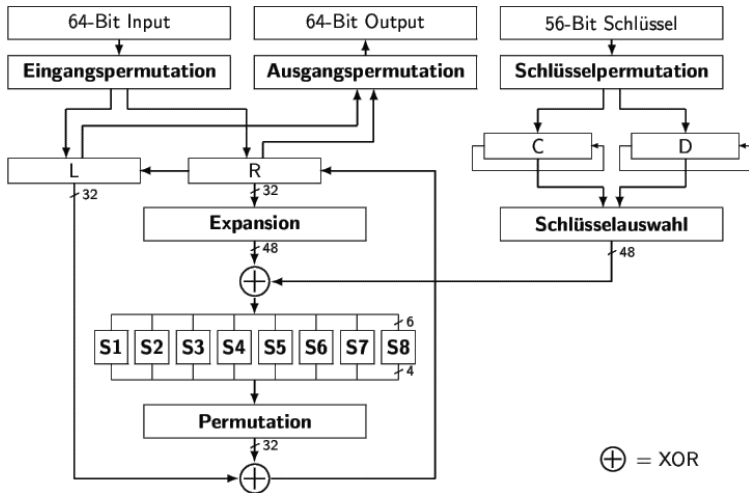 64-Bit Input
64-Bit Output
56-Bit Schlüssel
Eingangspermutation
Ausgangspermutation
Schlüsselpermutation
C
D
L
R
32
32
Expansion
Schlüsselauswahl
48
48
6
S1 S2 S3 S4 S5 S6 S7 S8
4
Permutation
32
= XOR